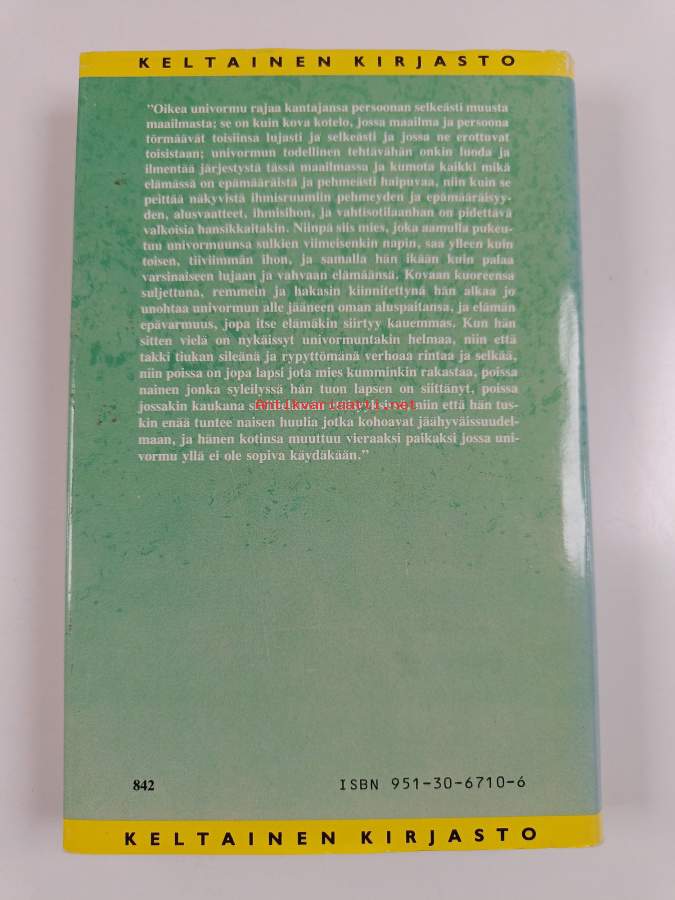 KELTAINEN KIRJASTO
"Oikea univormu rajaa kantajansa persoonan selkeästi muusta
maailmasta; se on kuin kova kotelo, jossa maailma ja persoona
törmäävät toisiinsa lujasti ja selkeästi ja jossa ne erottuvat
toisistaan; univormun todellinen tehtävähän onkin luoda ja
ilmentää järjestystä tässä maailmassa ja kumota kaikki mikä
elämässä on epämääräistä ja pehmeästi haipuvaa, niin kuin se
peittää näkyvistä ihmisruumiin pehmeyden ja epämääräisyy-
den, alusvaatteet, ihmisihon, ja vahtisotilaanhan on pidettävä
valkoisia hansikkaitakin. Niinpä siis mies, joka aamulla pukeu-
tuu univormuunsa sulkien viimeisenkin napin, saa ylleen kuin
toisen, tiiviimmän ihon, ja samalla hän ikään kuin palaa
varsinaiseen lujaan ja vahvaan elämäänsä. Kovaan kuoreensa
suljettuna, remmein ja hakasin kiinnitettynä hän alkaa jo
unohtaa univormun alle jääneen oman aluspaitansa, ja elämän
epävarmuus, jopa itse elämäkin siirtyy kauemmas. Kun hän
sitten vielä on nykäissyt univormuntakin helmaa, niin että
takki tiukan sileänä ja rypyttömänä verhoaa rintaa ja selkää,
niin poissa on jopa lapsi jota mies kumminkin rakastaa, poissa
nainen jonka syleilyssä hän tuon lapsen on siittänyt, poissa
jossakin kaukana niin että hän tus-
Antikvariaatti.net
kin enää tuntee naisen huulia jotka kohoavat jäähyväissuudel-
maan, ja hänen kotinsa muuttuu vieraaksi paikaksi jossa uni-
vormu yllä ei ole sopiva käydäkään."
842
ISBN 951-30-6710-6
KELTAINEN KIRJASTO